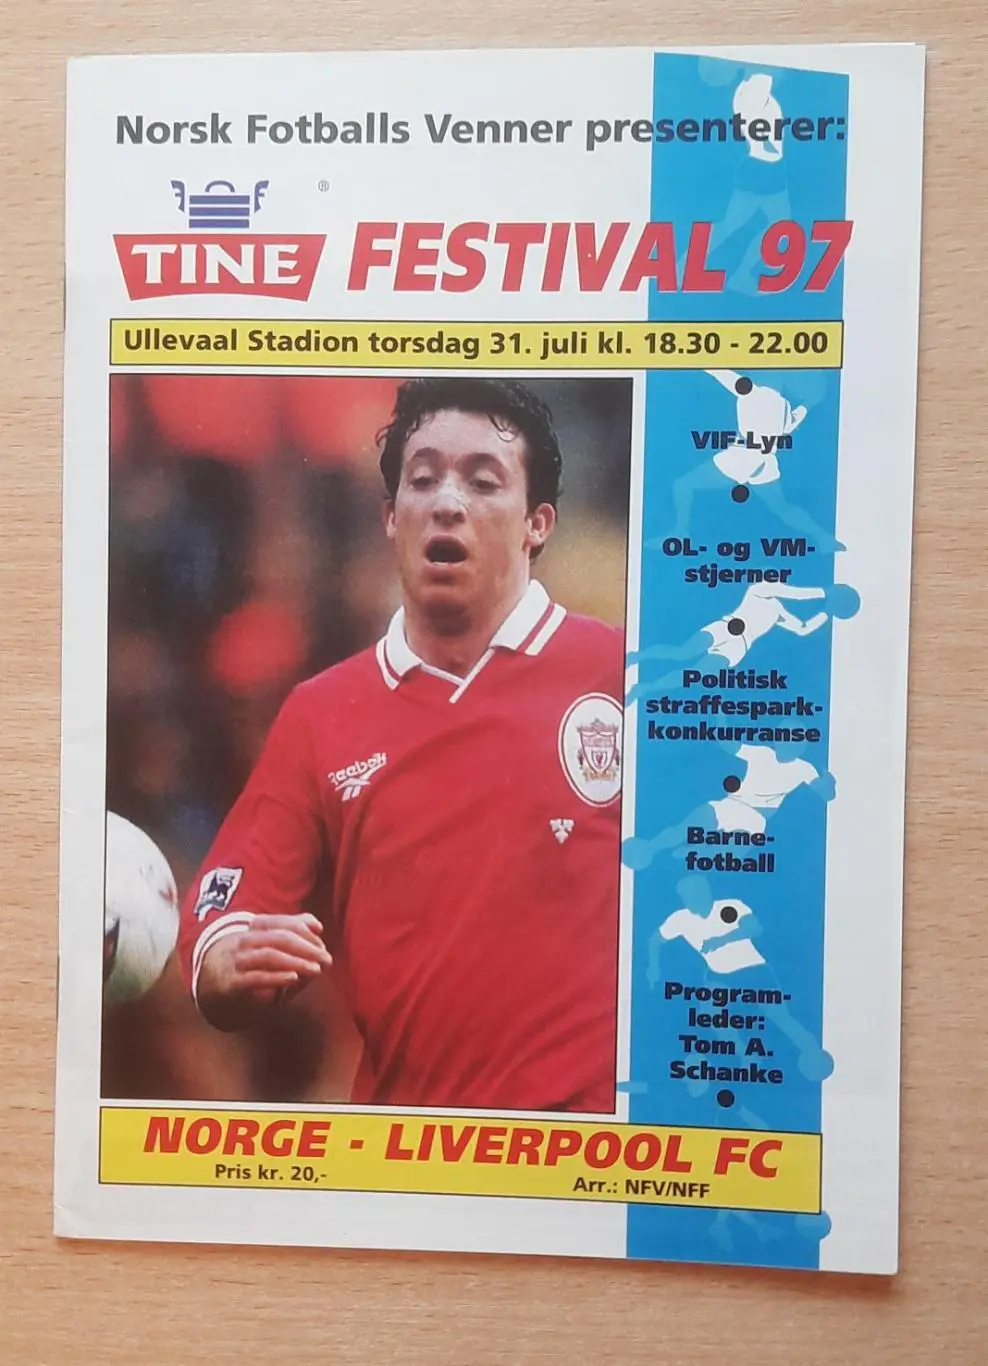 Norsk Fotballs Venner presenterer:
®
TINE
FESTIVAL 97
Ullevaal Stadion torsdag 31. juli kl. 18.30 - 22.00
VIF-Lyn
OL- og VM-
stjerner
Politisk
straffespark-
konkurranse
Barne-
fotball
Program-
leder:
Tom A.
Schanke
Reebok
NORGE - LIVERPOOL FC
Pris kr. 20,-
Arr.: NFV/NFF